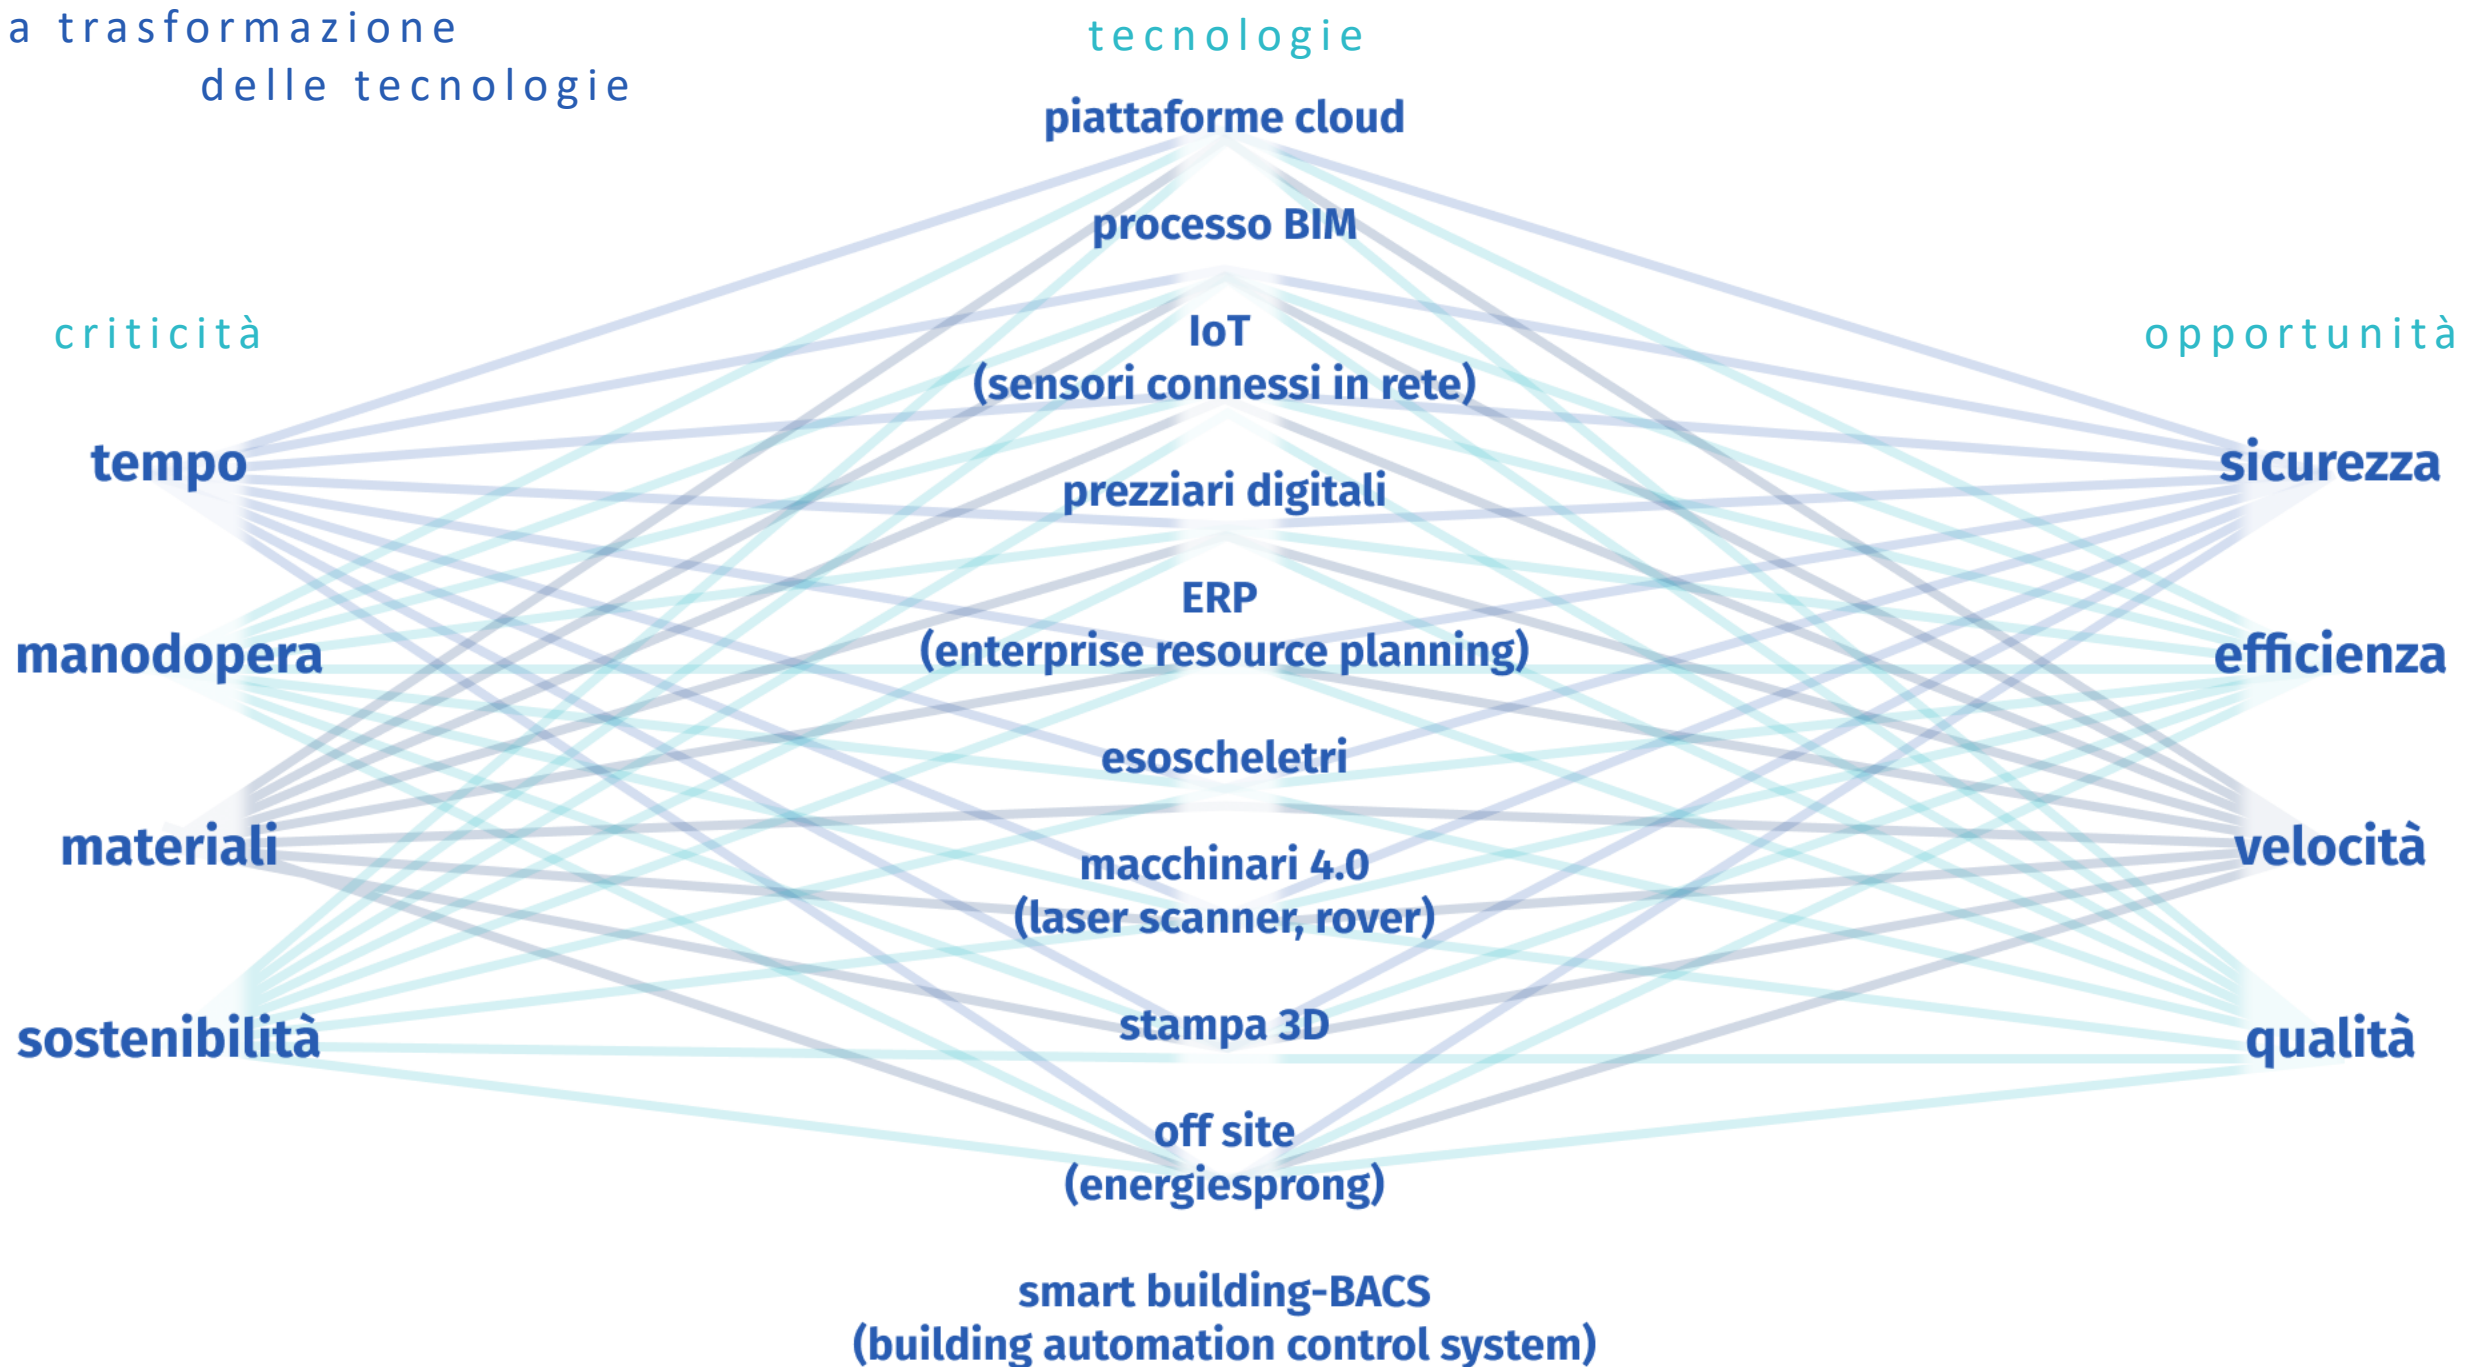 a trasformazione
delle tecnologie
tecnologie
piattaforme cloud
processo BIM
criticità
IoT
(sensori connessi in rete)
opportunità
tempo
prezziari digitali
sicurezza
ERP
manodopera
(enterprise resource planning)
efficienza
esoscheletri
materiali
macchinari 4.0
(laser scanner, rover)
velocità
sostenibilità
stampa 3D
qualità
off site
(energiesprong)
smart building-BACS
(building automation control system)